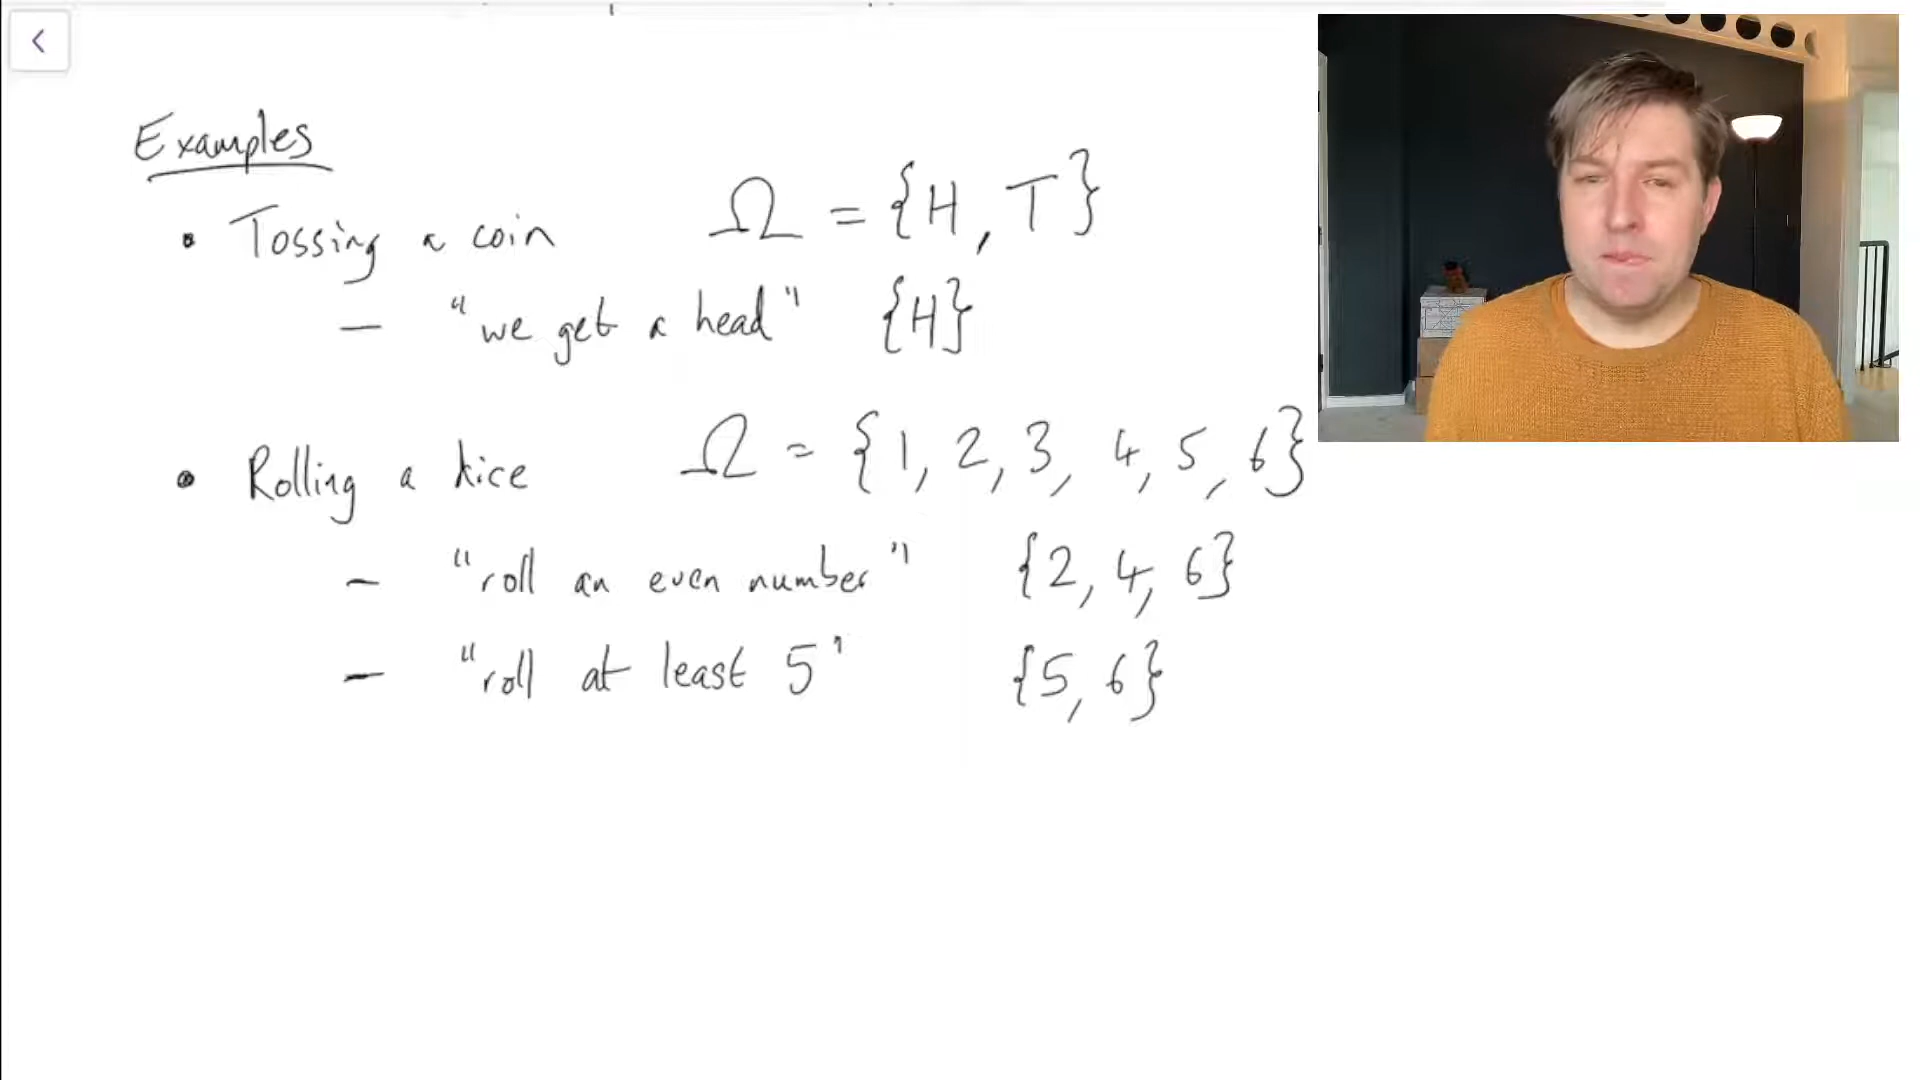 Examples
• Tossing a coin Ω = {H, T}
— "we get a head" {H}
• Rolling a dice Ω = {1, 2, 3, 4, 5, 6}
— "roll an even number" {2, 4, 6}
— "roll at least 5" {5, 6}